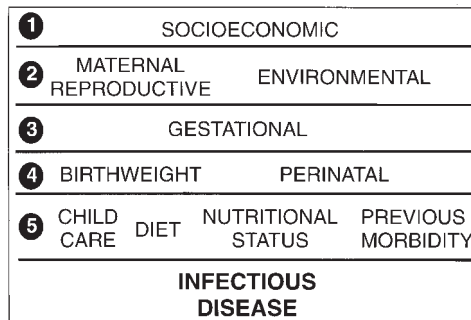 1 SOCIOECONOMIC
2 MATERNAL REPRODUCTIVE ENVIRONMENTAL
3 GESTATIONAL
4 BIRTHWEIGHT PERINATAL
5 CHILD CARE DIET NUTRITIONAL STATUS PREVIOUS MORBIDITY
INFECTIOUS
DISEASE